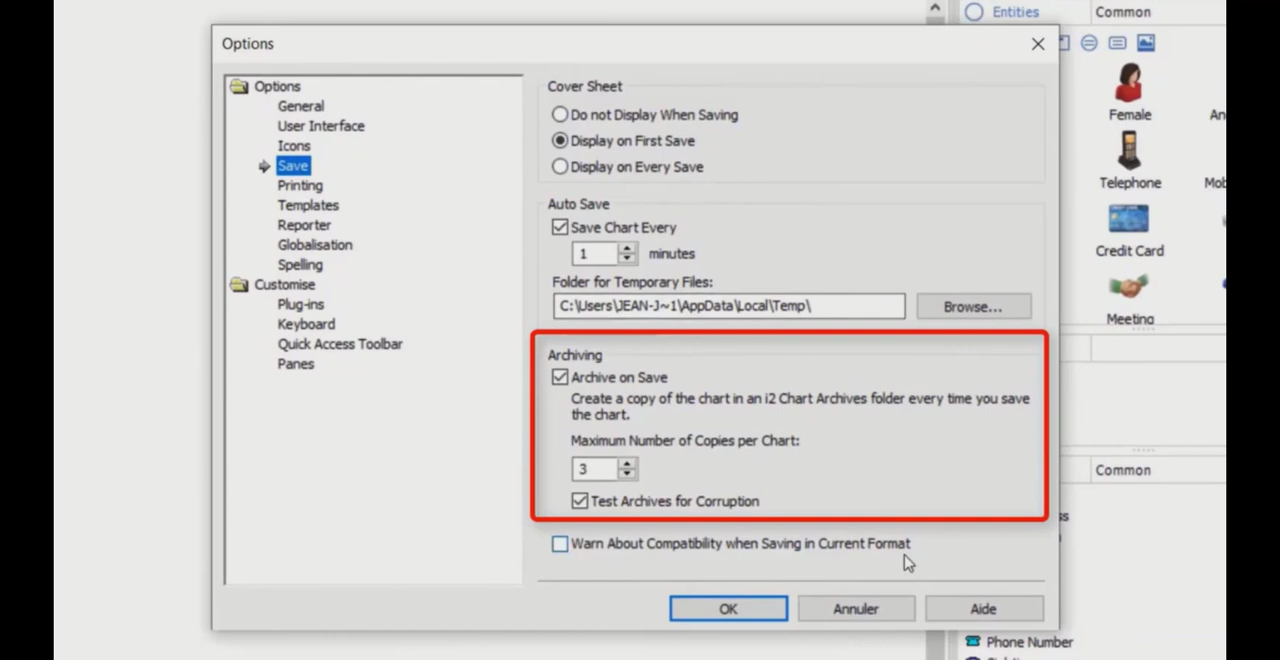 Options
Options
General
User Interface
Icons
Save
Printing
Templates
Reporter
Globalisation
Spelling
Customise
Plug-ins
Keyboard
Quick Access Toolbar
Panes
Cover Sheet
Do not Display When Saving
Display on First Save
Display on Every Save
Auto Save
Save Chart Every
1 minutes
Folder for Temporary Files:
C:\Users\JEAN-J~1\AppData\Local\Temp\
Browse...
Archiving
Archive on Save
Create a copy of the chart in an i2 Chart Archives folder every time you save
the chart.
Maximum Number of Copies per Chart:
3
Test Archives for Corruption
Warn About Compatibility when Saving in Current Format
OK Annuler Aide
Entities Common
Female
Telephone
Credit Card
Meeting
Common
Phone Number